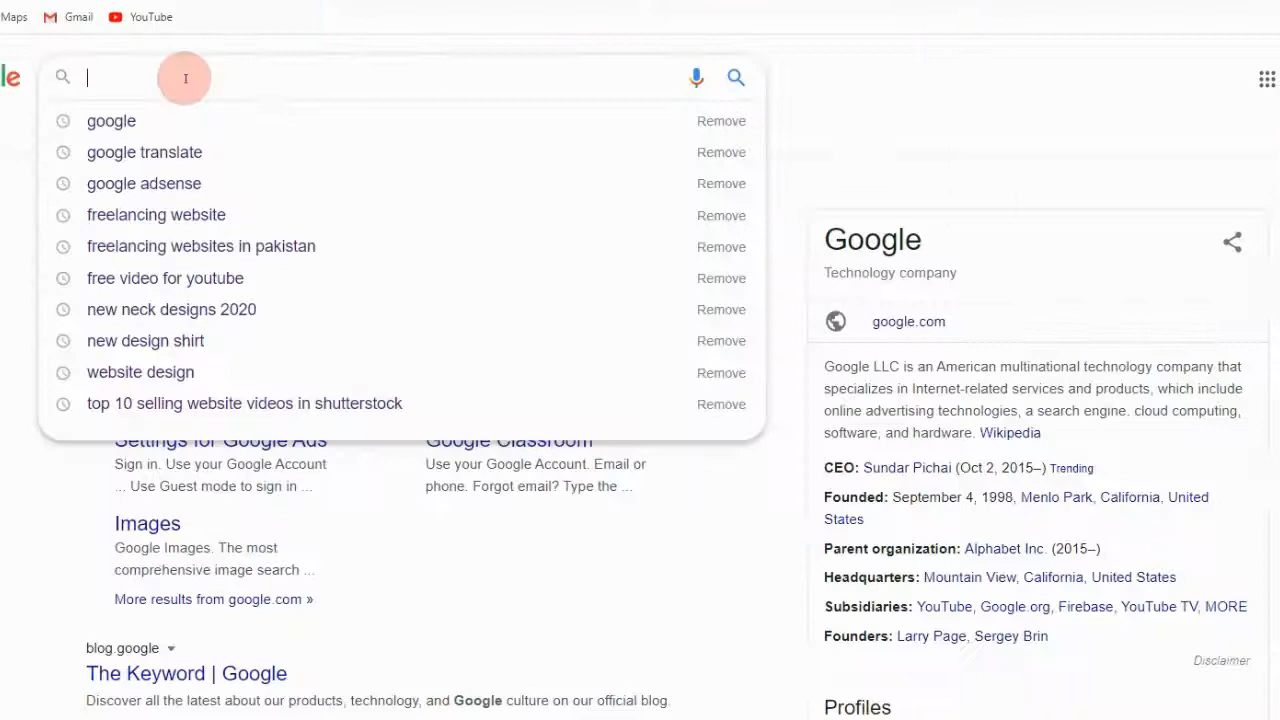 Maps Gmail YouTube
le
google Remove
google translate Remove
google adsense Remove
freelancing website Remove
freelancing websites in pakistan Remove
free video for youtube Remove
new neck designs 2020 Remove
new design shirt Remove
website design Remove
top 10 selling website videos in shutterstock Remove
Settings for Google Ads
Sign in. Use your Google Account
... Use Guest mode to sign in ...
Google Classroom
Use your Google Account. Email or
phone. Forgot email? Type the ...
Images
Google Images. The most
comprehensive image search ...
More results from google.com »
blog.google
The Keyword | Google
Discover all the latest about our products, technology, and Google culture on our official blog.
Google
Technology company
google.com
Google LLC is an American multinational technology company that
specializes in Internet-related services and products, which include
online advertising technologies, a search engine. cloud computing,
software, and hardware. Wikipedia
CEO: Sundar Pichai (Oct 2, 2015–) Trending
Founded: September 4, 1998, Menlo Park, California, United
States
Parent organization: Alphabet Inc. (2015–)
Headquarters: Mountain View, California, United States
Subsidiaries: YouTube, Google.org, Firebase, YouTube TV, MORE
Founders: Larry Page, Sergey Brin
Disclaimer
Profiles